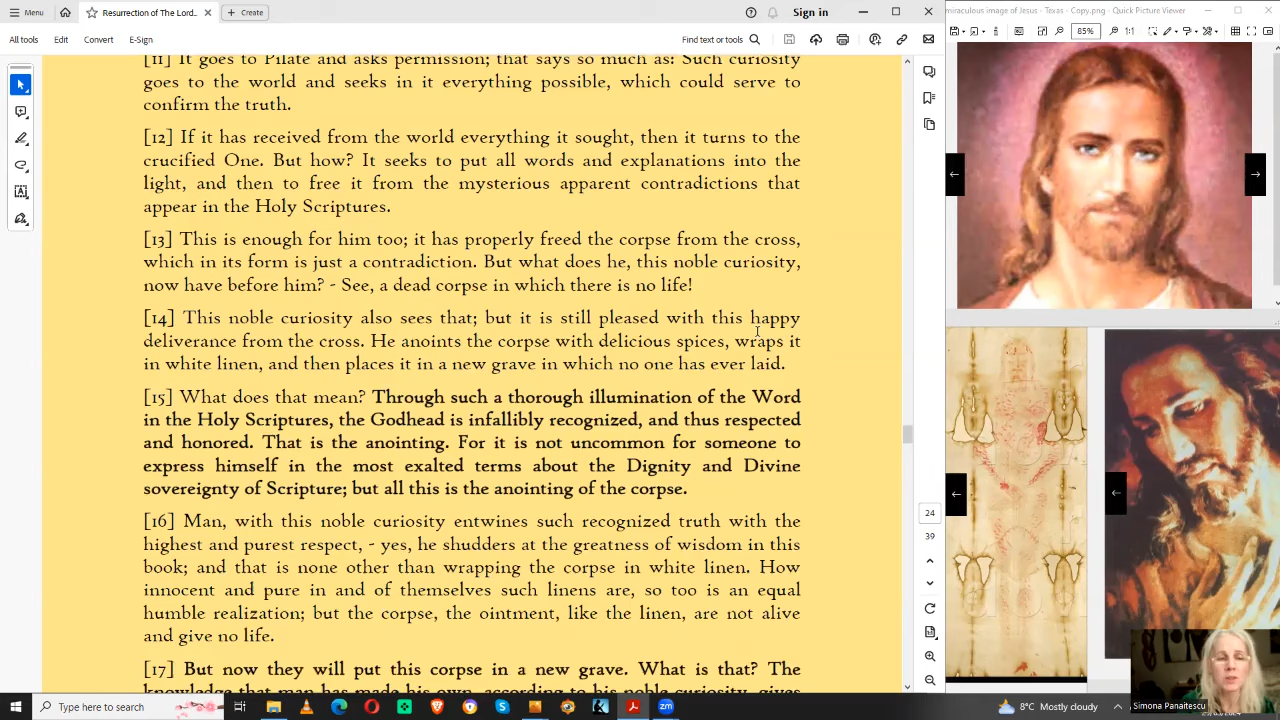 Menu
Resurrection of The Lord...
Create
Sign in
All tools Edit Convert E-Sign
Find text or tools
[11] It goes to Pilate and asks permission; that says so much as: Such curiosity
goes to the world and seeks in it everything possible, which could serve to
confirm the truth.
[12] If it has received from the world everything it sought, then it turns to the
crucified One. But how? It seeks to put all words and explanations into the
light, and then to free it from the mysterious apparent contradictions that
appear in the Holy Scriptures.
[13] This is enough for him too; it has properly freed the corpse from the cross,
which in its form is just a contradiction. But what does he, this noble curiosity,
now have before him? - See, a dead corpse in which there is no life!
[14] This noble curiosity also sees that; but it is still pleased with this happy
deliverance from the cross. He anoints the corpse with delicious spices, wraps it
in white linen, and then places it in a new grave in which no one has ever laid.
[15] What does that mean? Through such a thorough illumination of the Word
in the Holy Scriptures, the Godhead is infallibly recognized, and thus respected
and honored. That is the anointing. For it is not uncommon for someone to
express himself in the most exalted terms about the Dignity and Divine
sovereignty of Scripture; but all this is the anointing of the corpse.
[16] Man, with this noble curiosity entwines such recognized truth with the
highest and purest respect, - yes, he shudders at the greatness of wisdom in this
book; and that is none other than wrapping the corpse in white linen. How
innocent and pure in and of themselves such linens are, so too is an equal
humble realization; but the corpse, the ointment, like the linen, are not alive
and give no life.
[17] But now they will put this corpse in a new grave. What is that? The
knowledge that man has made his own, according to his noble curiosity, gives
24
39
miraculous image of Jesus - Texas - Copy.png - Quick Picture Viewer
85%
1:1
Type here to search
8°C Mostly cloudy
Simona Panaitescu